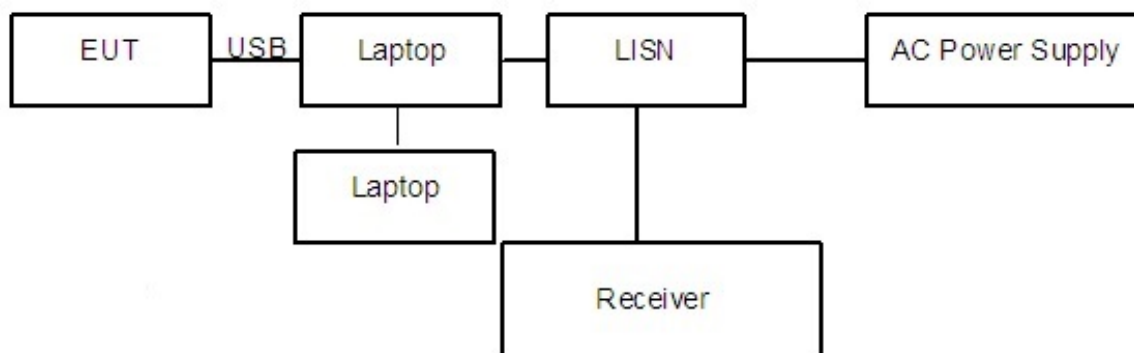 EUT
USB
Laptop
LISN
AC Power Supply
Laptop
Receiver